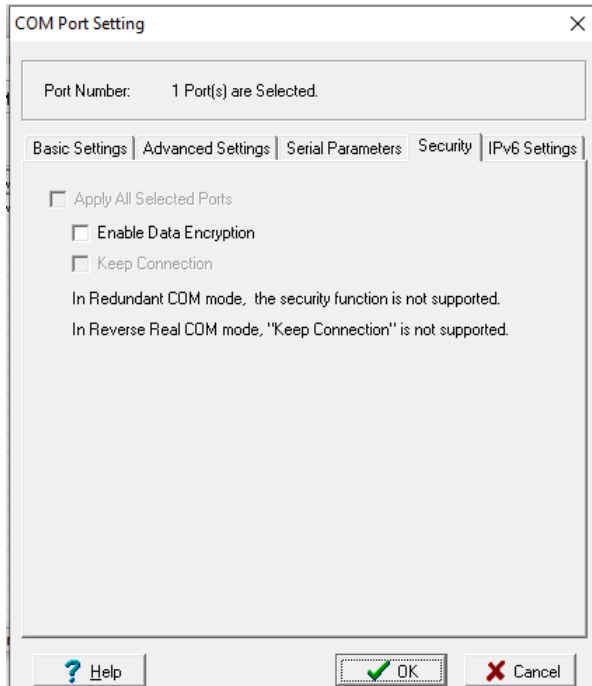 COM Port Setting
Port Number: 1 Port(s) are Selected.
Basic Settings Advanced Settings Serial Parameters Security IPv6 Settings
Apply All Selected Ports
Enable Data Encryption
Keep Connection
In Redundant COM mode, the security function is not supported.
In Reverse Real COM mode, "Keep Connection" is not supported.
? Help OK Cancel